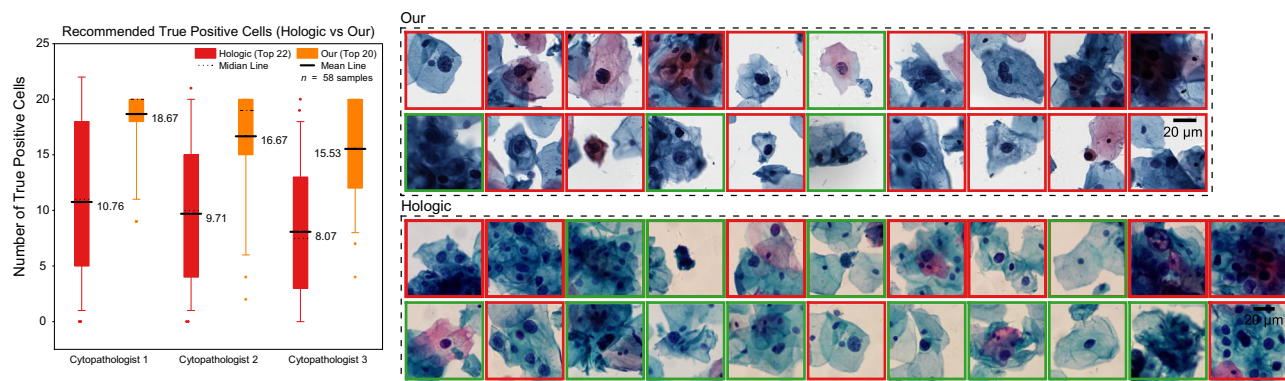 Recommended True Positive Cells (Hologic vs Our)
Number of True Positive Cells
25
20
15
10
5
0
Hologic (Top 22)
Our (Top 20)
Midian Line
Mean Line
n = 58 samples
10.76
18.67
9.71
16.67
8.07
15.53
Cytopathologist 1
Cytopathologist 2
Cytopathologist 3
Our
20 µm
Hologic
20 µm